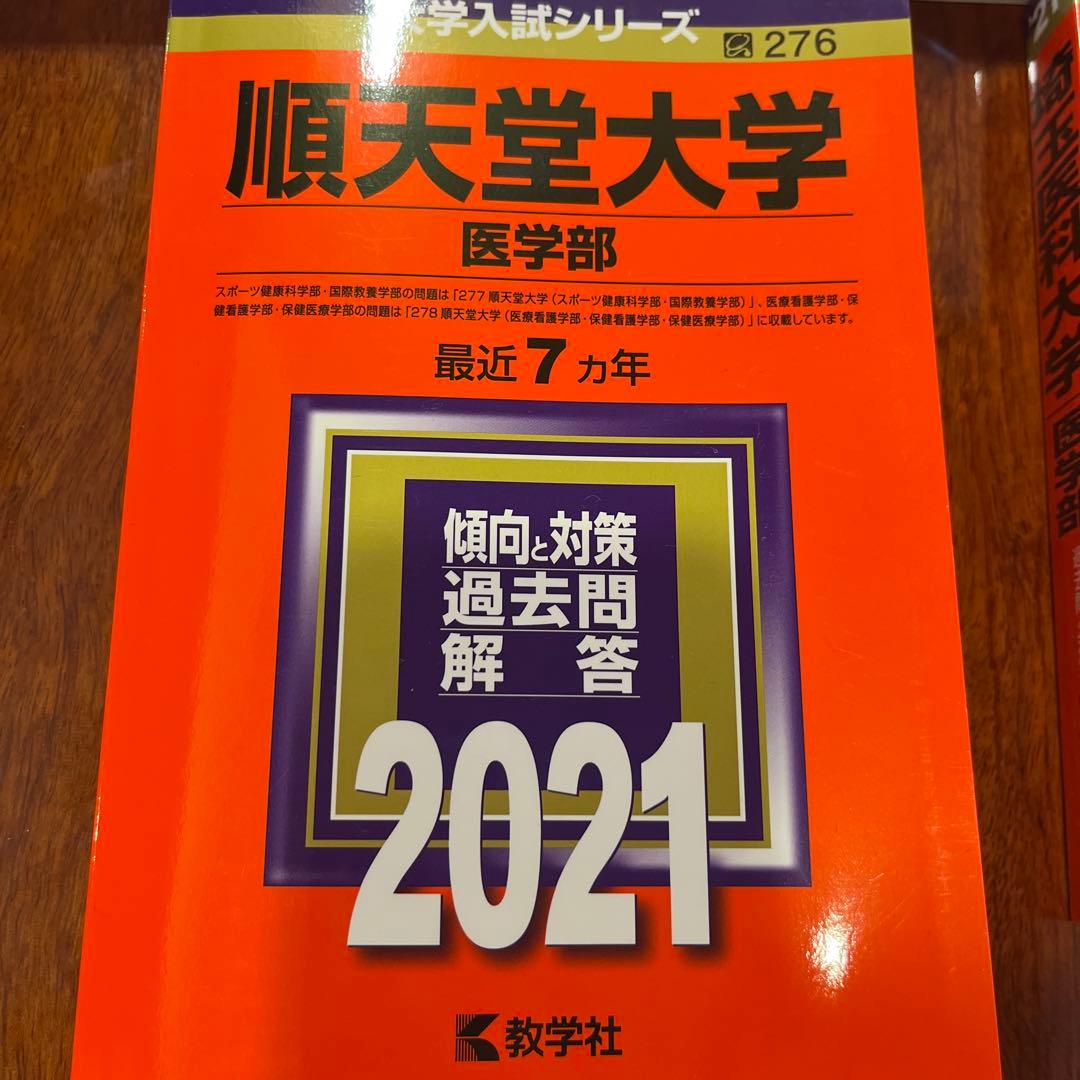 大学入試シリーズ
276
順天堂大学
医学部
スポーツ健康科学部・国際教養学部の問題は「277 順天堂大学（スポーツ健康科学部・国際教養学部）」、医療看護学部・保
健看護学部・保健医療学部の問題は「278 順天堂大学（医療看護学部・保健看護学部・保健医療学部）」に収載しています。
最近7カ年
傾向と対策
過去問
解答
2021
教学社
埼玉医科大学
医学部